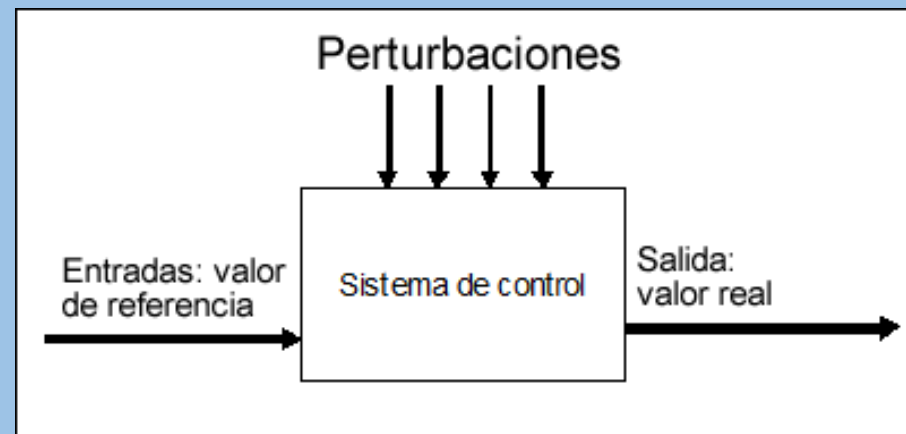 Perturbaciones
Entradas: valor
de referencia
Sistema de control
Salida:
valor real